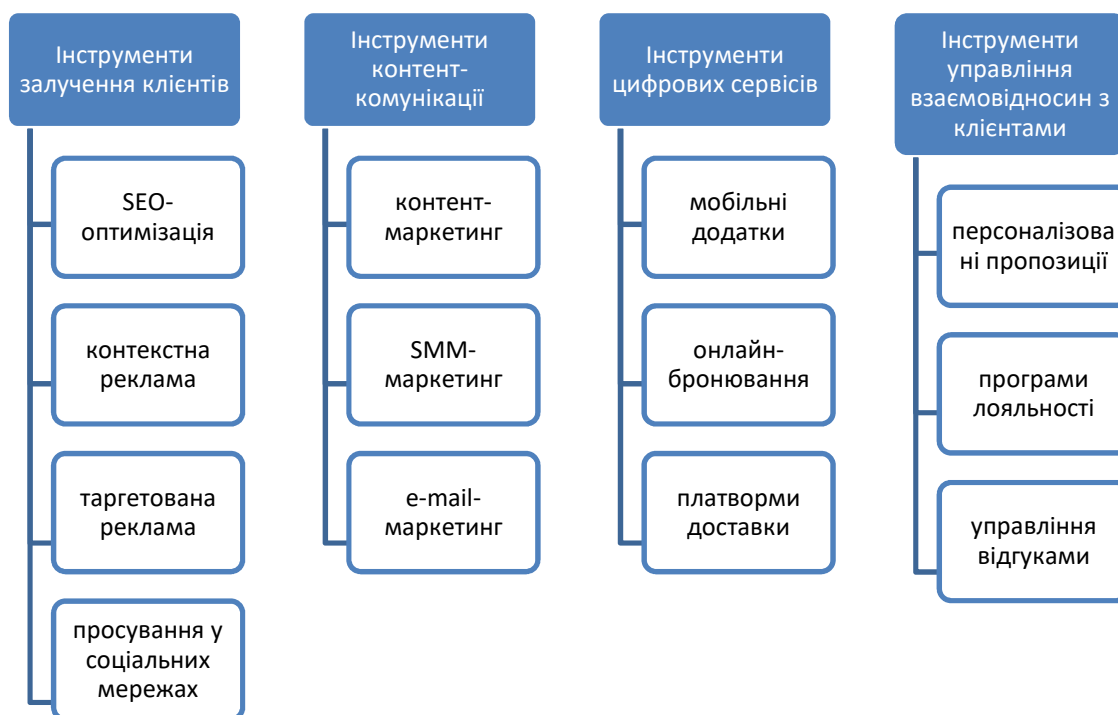 Інструменти
залучення клієнтів
SEO-
оптимізація
контекстна
реклама
таргетована
реклама
просування у
соціальних
мережах
Інструменти
контент-
комунікації
контент-
маркетинг
SMM-
маркетинг
e-mail-
маркетинг
Інструменти
цифрових сервісів
мобільні
додатки
онлайн-
бронювання
платворми
доставки
Інструменти
управління
взаємовідносин з
клієнтами
персоналізова
ні пропозиції
програми
лояльності
управління
відгуками